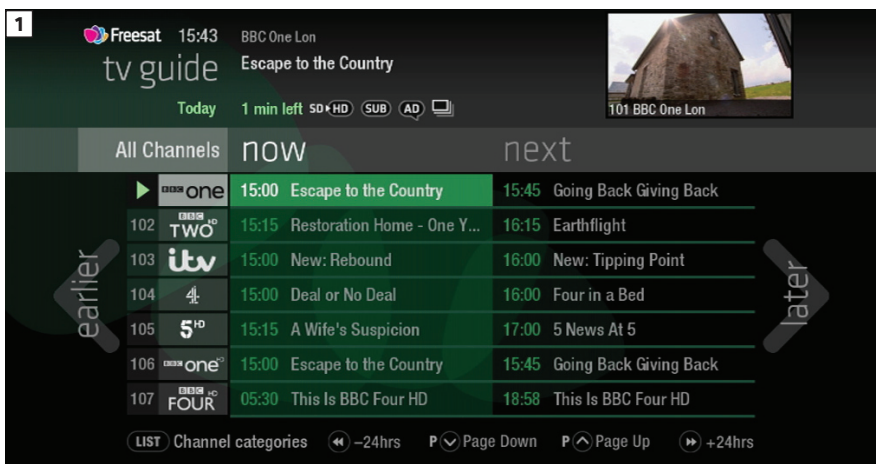 1
Freesat 15:43
tv guide
Today
BBC One Lon
Escape to the Country
1 min left SD▸HD SUB AD
101 BBC One Lon
All Channels now next
BBC one 15:00 Escape to the Country 15:45 Going Back Giving Back
102 BBC TWO HD 15:15 Restoration Home - One Y... 16:15 Earthflight
103 itv 15:00 New: Rebound 16:00 New: Tipping Point
104 4 15:00 Deal or No Deal 16:00 Four in a Bed
105 5 HD 15:15 A Wife's Suspicion 17:00 5 News At 5
106 BBC one HD 15:00 Escape to the Country 15:45 Going Back Giving Back
107 BBC FOUR HD 05:30 This Is BBC Four HD 18:58 This Is BBC Four HD
earlier
later
LIST Channel categories −24hrs P Page Down P Page Up +24hrs